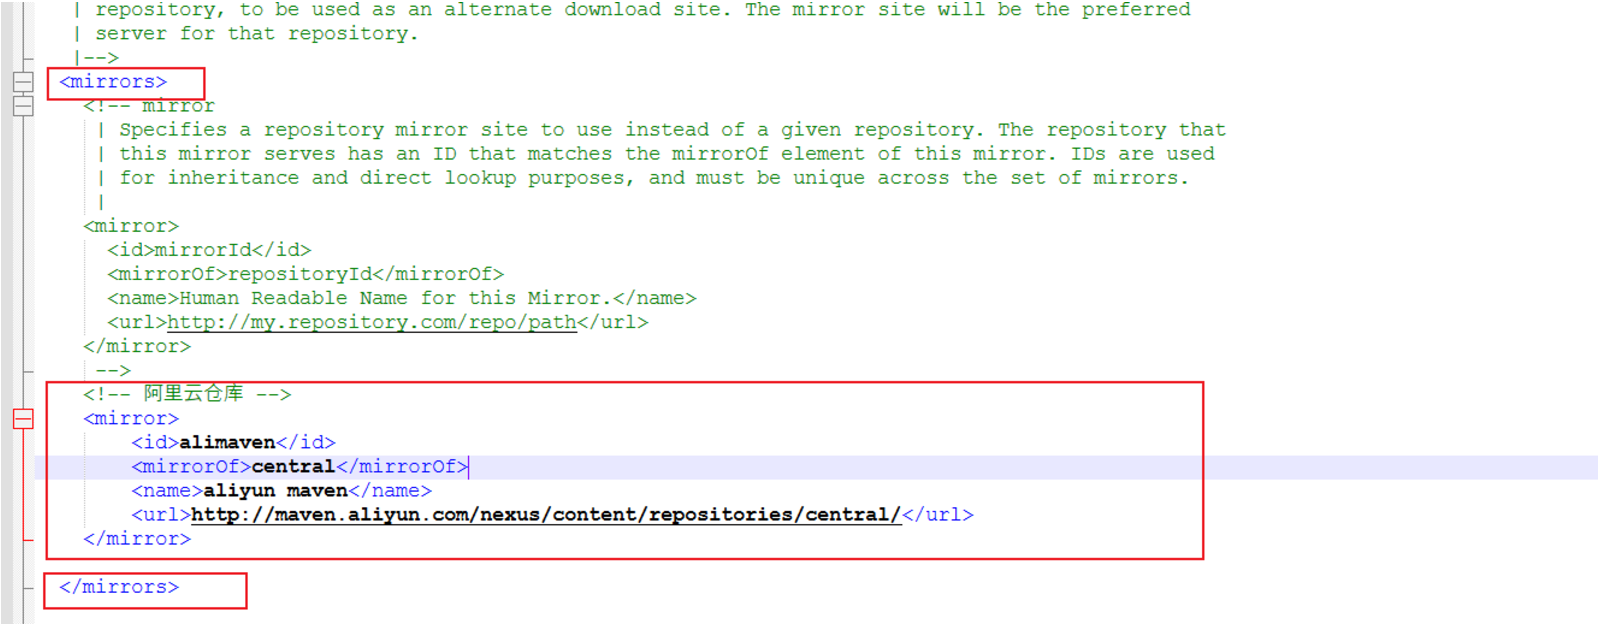 | repository, to be used as an alternate download site. The mirror site will be the preferred
| server for that repository.
|-->
<mirrors>
<!-- mirror
| Specifies a repository mirror site to use instead of a given repository. The repository that
| this mirror serves has an ID that matches the mirrorOf element of this mirror. IDs are used
| for inheritance and direct lookup purposes, and must be unique across the set of mirrors.
|
<mirror>
<id>mirrorId</id>
<mirrorOf>repositoryId</mirrorOf>
<name>Human Readable Name for this Mirror.</name>
<url>http://my.repository.com/repo/path</url>
</mirror>
-->
<!-- 阿里云仓库 -->
<mirror>
<id>alimaven</id>
<mirrorOf>central</mirrorOf>
<name>aliyun maven</name>
<url>http://maven.aliyun.com/nexus/content/repositories/central/</url>
</mirror>
</mirrors>